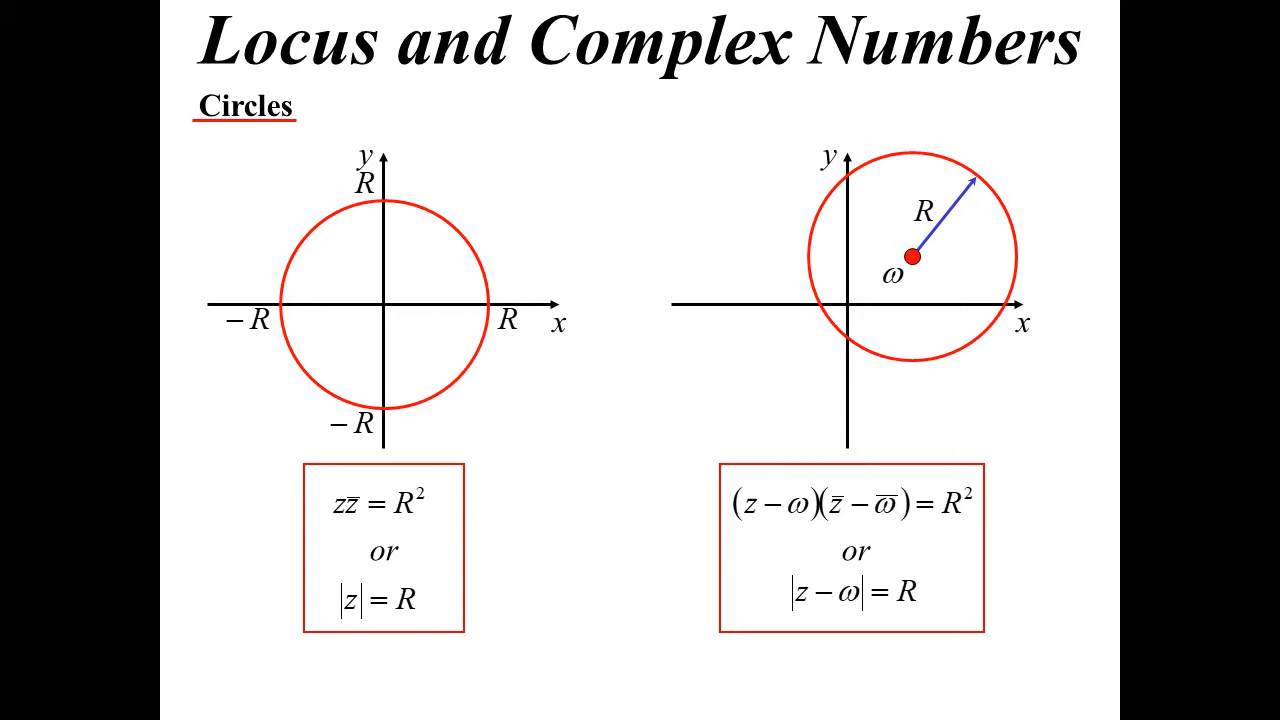 Locus and Complex Numbers
Circles
y
R
– R
R
x
– R
zz̅ = R²
or
|z| = R
y
R
ω
x
(z – ω)(z̅ – ω̅) = R²
or
|z – ω| = R